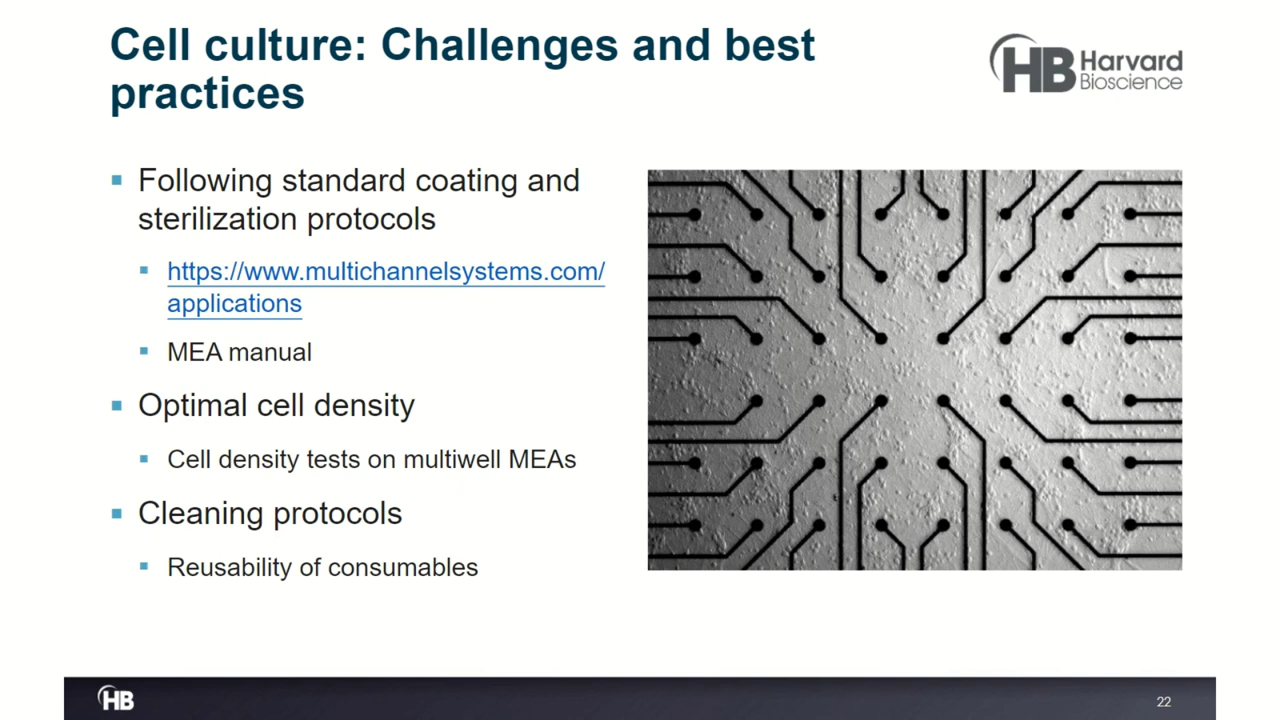 Cell culture: Challenges and best
practices
HB Harvard
Bioscience
Following standard coating and
sterilization protocols
https://www.multichannelsystems.com/
applications
MEA manual
Optimal cell density
Cell density tests on multiwell MEAs
Cleaning protocols
Reusability of consumables
HB
22